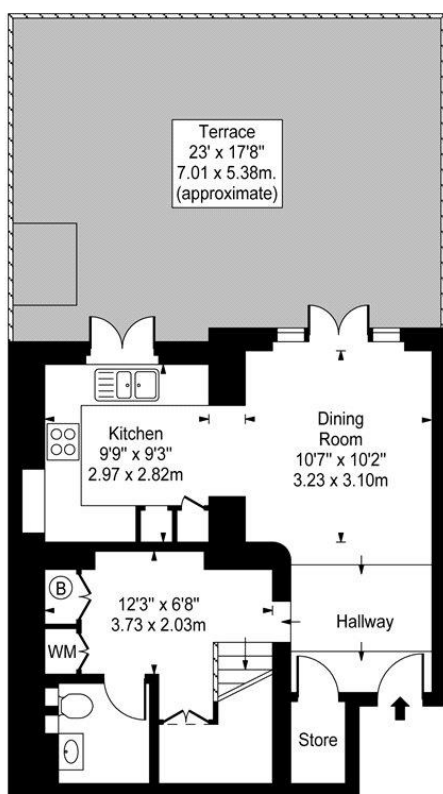 Terrace
23' x 17'8"
7.01 x 5.38m.
(approximate)
Kitchen
9'9" x 9'3"
2.97 x 2.82m
Dining
Room
10'7" x 10'2"
3.23 x 3.10m
B
12'3" x 6'8"
3.73 x 2.03m
Hallway
WM
Store